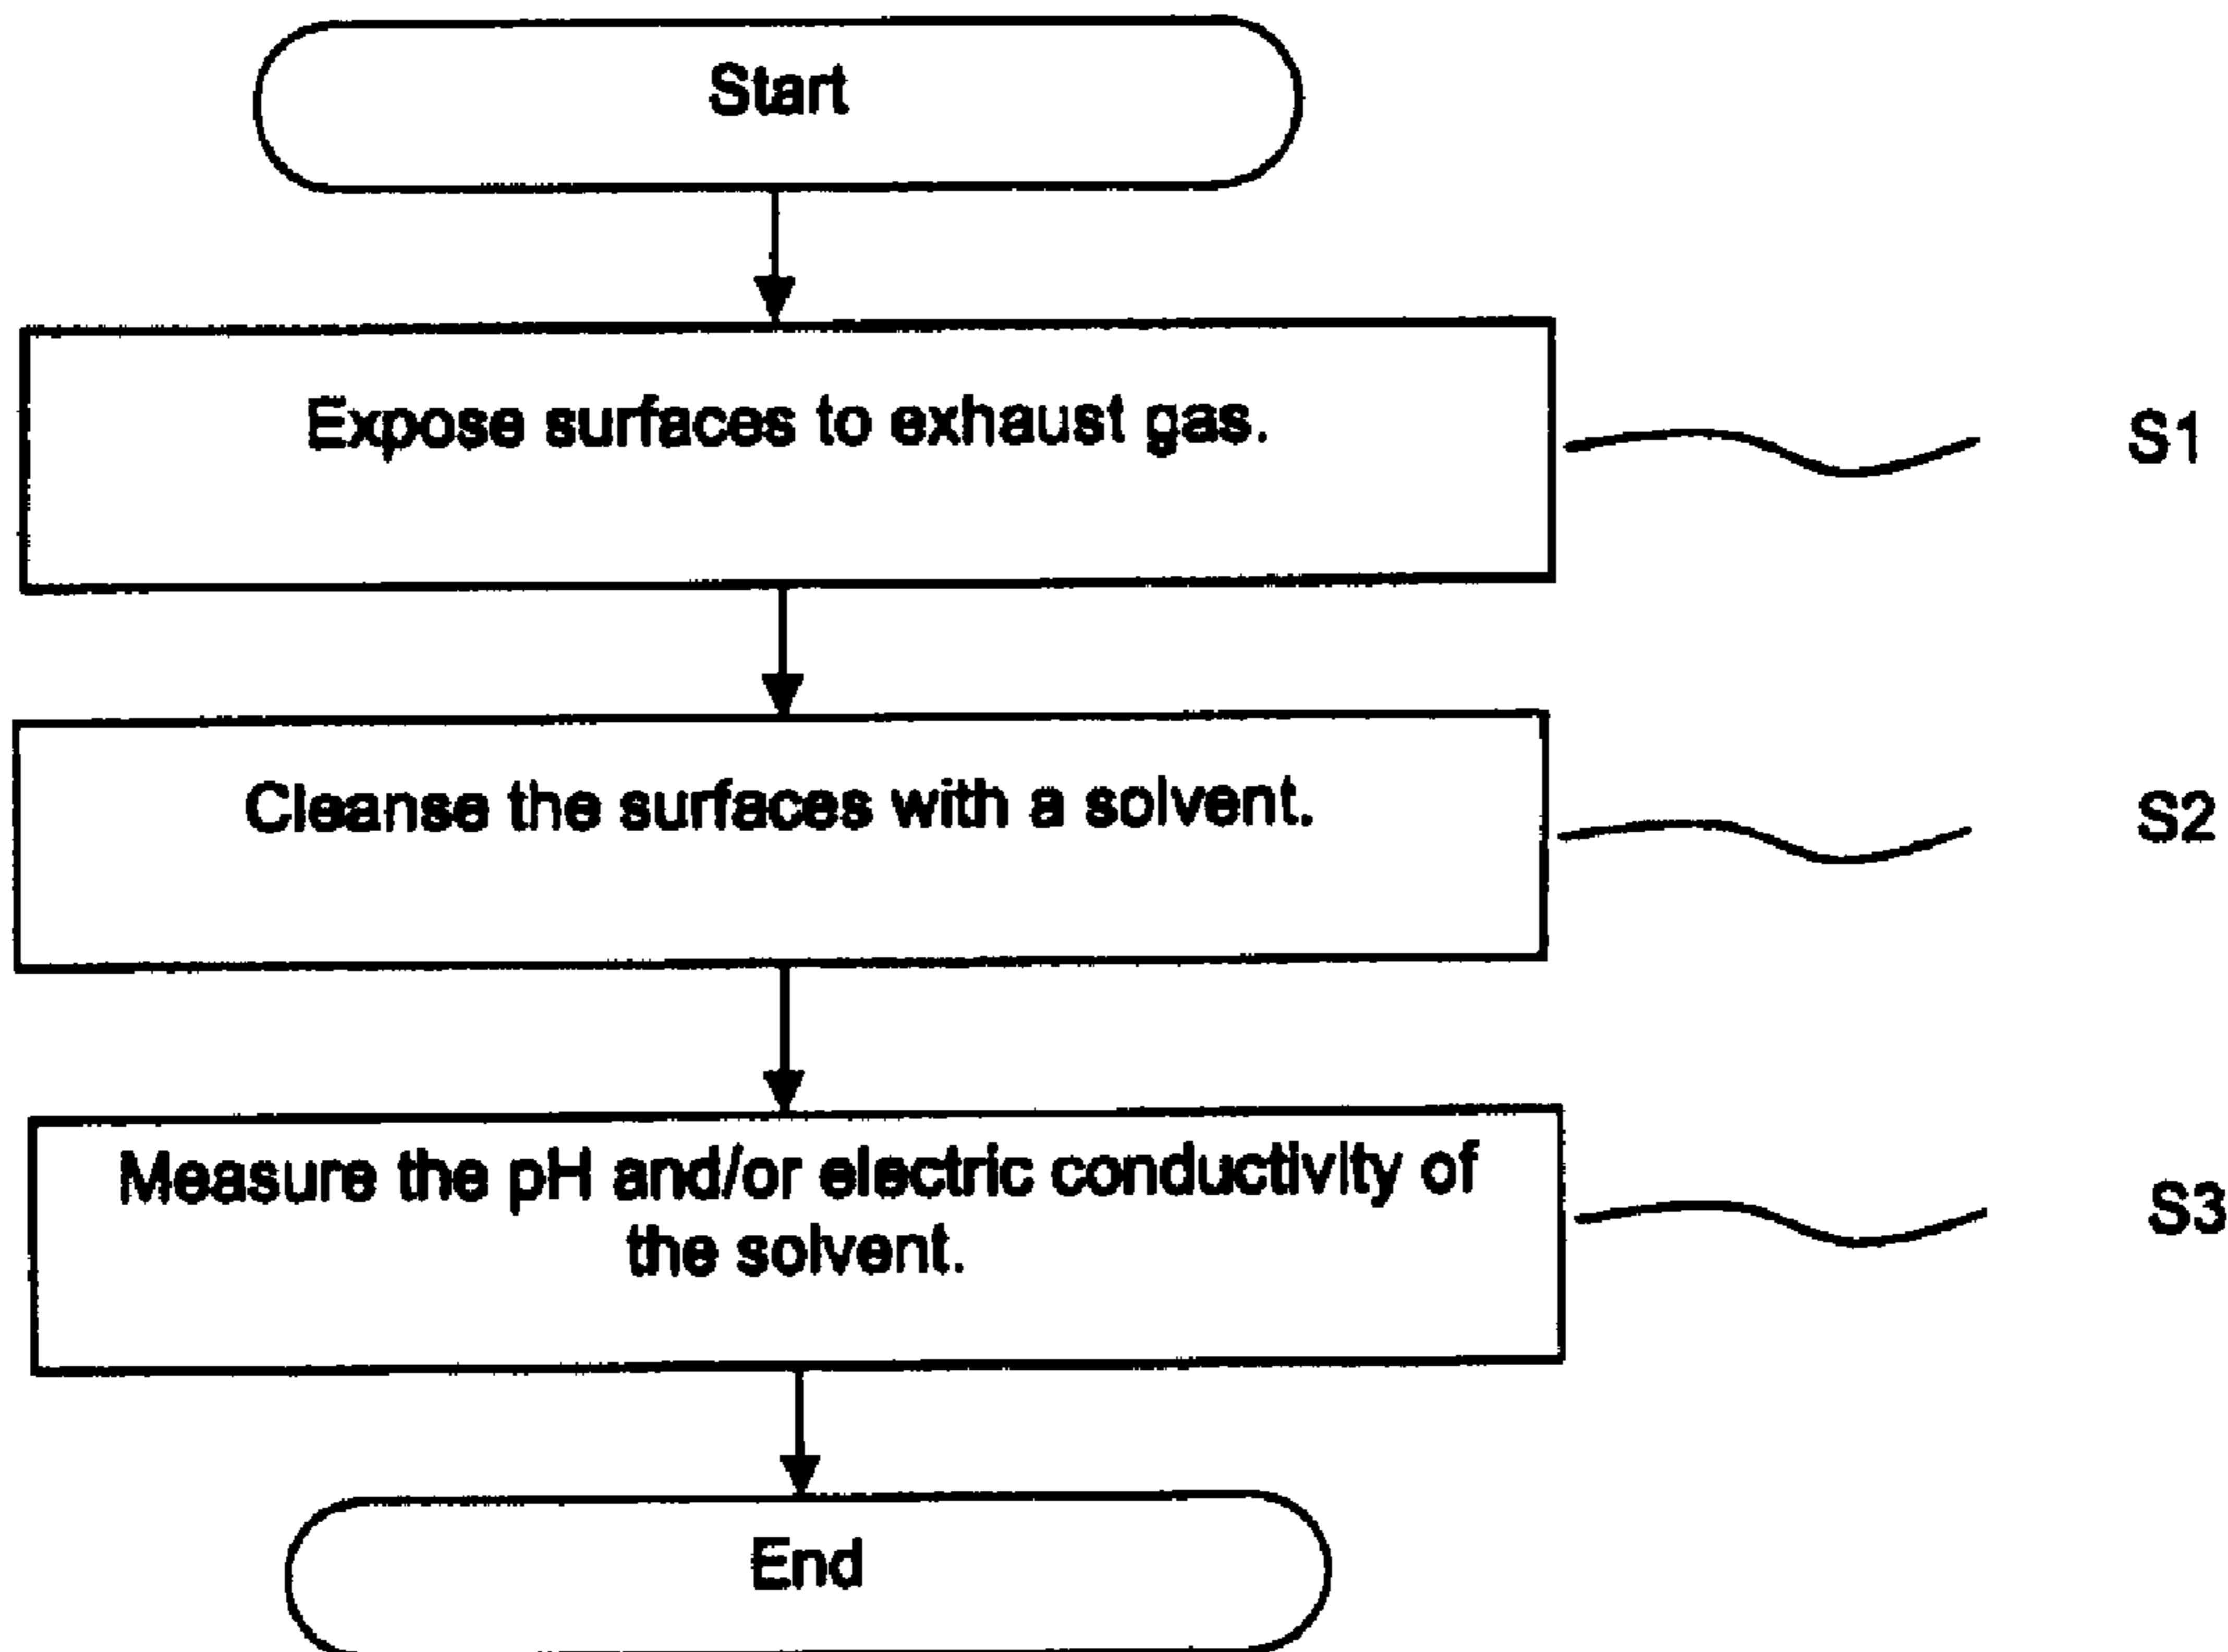 Start
Expose surfaces to exhaust gas.
S1
Cleanse the surfaces with a solvent.
S2
Measure the pH and/or electric conductivity of
the solvent.
S3
End